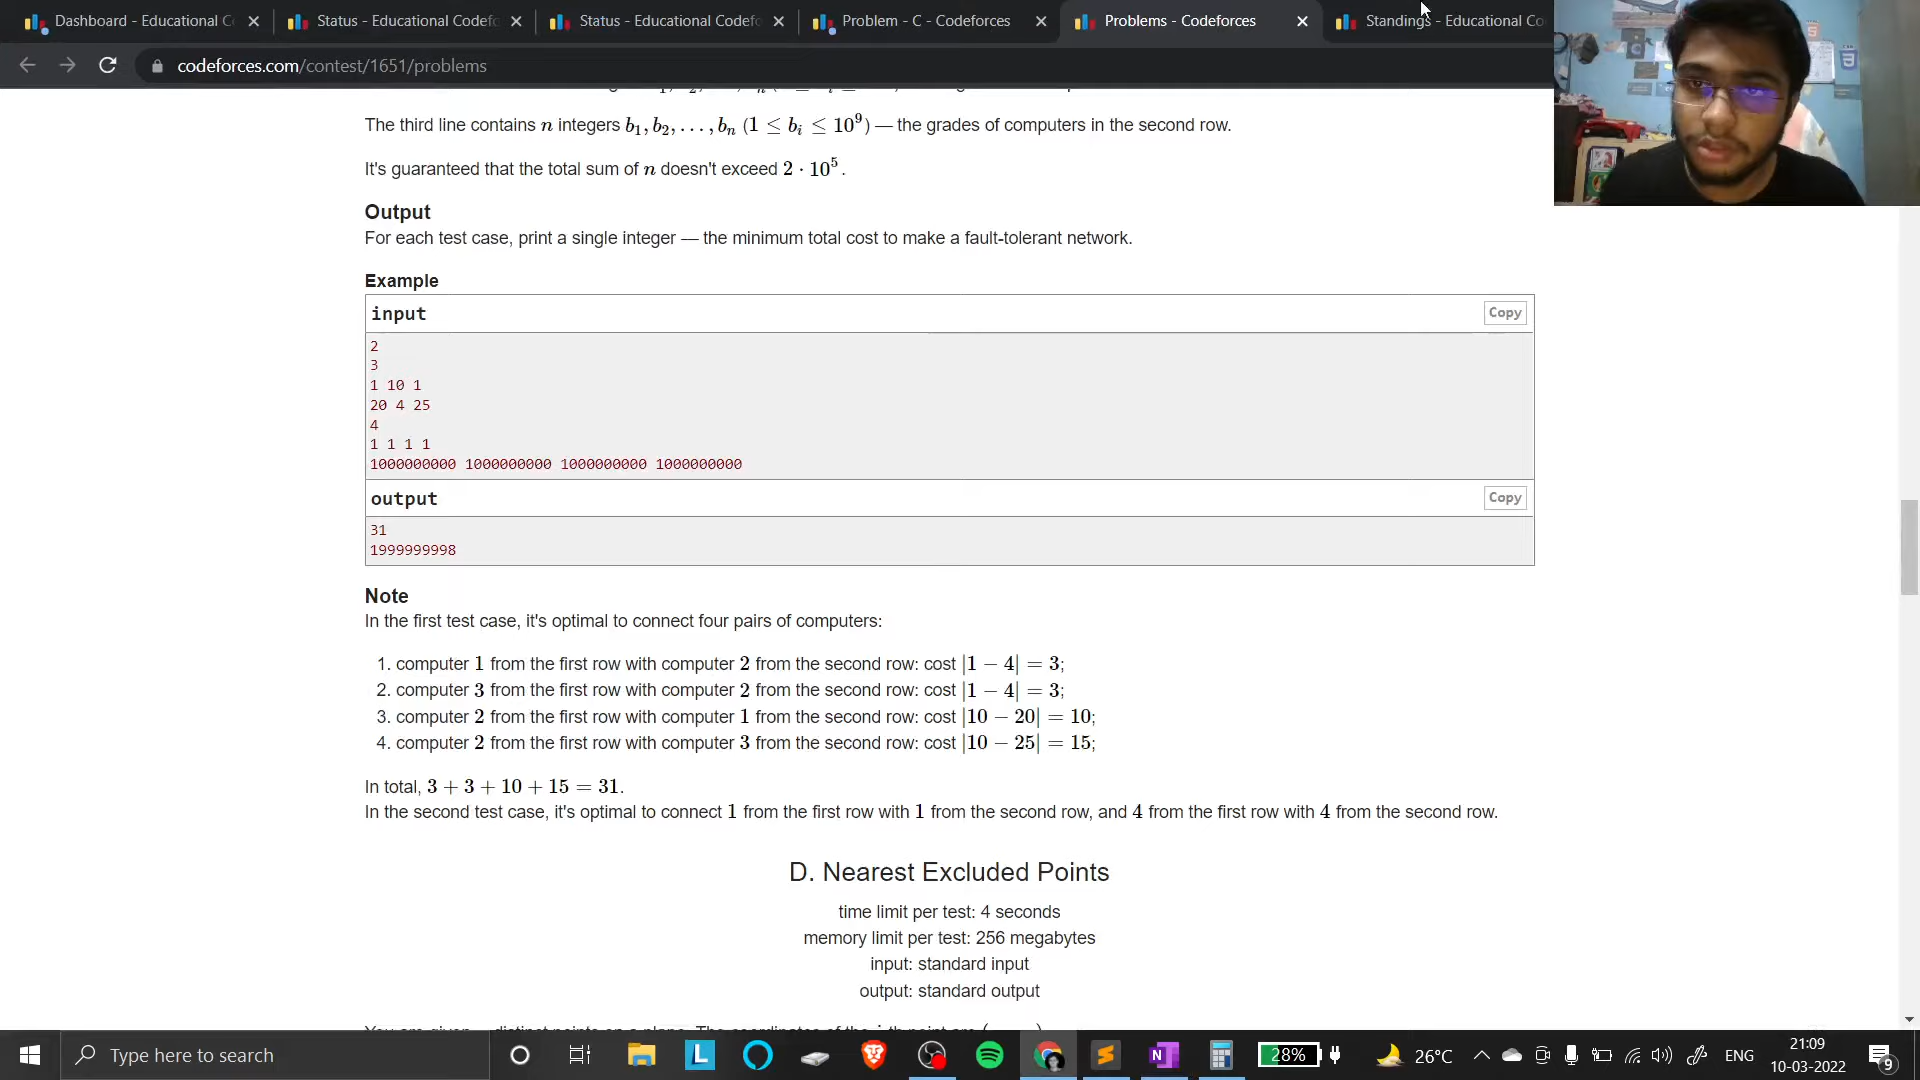 Dashboard - Educational C
Status - Educational Codef
Status - Educational Codef
Problem - C - Codeforces
Problems - Codeforces
Standings - Educational Co
codeforces.com/contest/1651/problems
The third line contains n integers b₁, b₂, . . . , bₙ (1 ≤ bᵢ ≤ 10⁹) — the grades of computers in the second row.
It's guaranteed that the total sum of n doesn't exceed 2 · 10⁵.
Output
For each test case, print a single integer — the minimum total cost to make a fault-tolerant network.
Example
input
Copy
2
3
1 10 1
20 4 25
4
1 1 1 1
1000000000 1000000000 1000000000 1000000000
output
Copy
31
1999999998
Note
In the first test case, it's optimal to connect four pairs of computers:
1. computer 1 from the first row with computer 2 from the second row: cost |1 − 4| = 3;
2. computer 3 from the first row with computer 2 from the second row: cost |1 − 4| = 3;
3. computer 2 from the first row with computer 1 from the second row: cost |10 − 20| = 10;
4. computer 2 from the first row with computer 3 from the second row: cost |10 − 25| = 15;
In total, 3 + 3 + 10 + 15 = 31.
In the second test case, it's optimal to connect 1 from the first row with 1 from the second row, and 4 from the first row with 4 from the second row.
D. Nearest Excluded Points
time limit per test: 4 seconds
memory limit per test: 256 megabytes
input: standard input
output: standard output
Type here to search
L
N
28%
26°C
ENG
21:09
10-03-2022
9